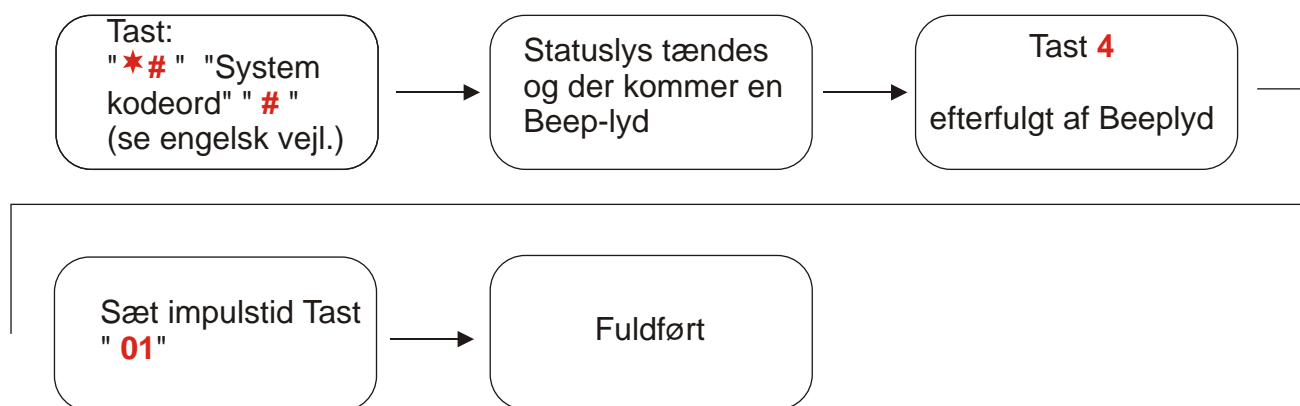 Tast:
" ✶# "  "System
kodeord" " # "
(se engelsk vejl.)
Statuslys tændes
og der kommer en
Beep-lyd
Tast 4
efterfulgt af Beeplyd
Sæt impulstid Tast
" 01"
Fuldført